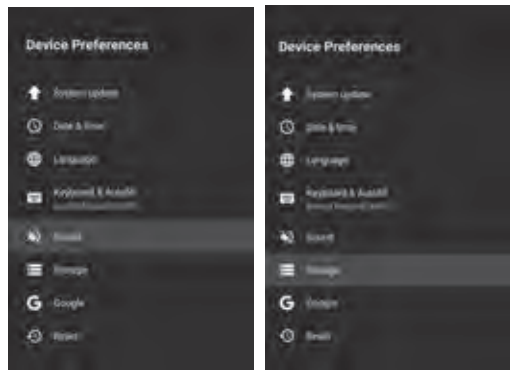 Device Preferences
System update
Date & time
Language
Keyboard & Autofill
Sound
Storage
Google
Reset
Device Preferences
System update
Date & time
Language
Keyboard & Autofill
Sound
Storage
Google
Reset